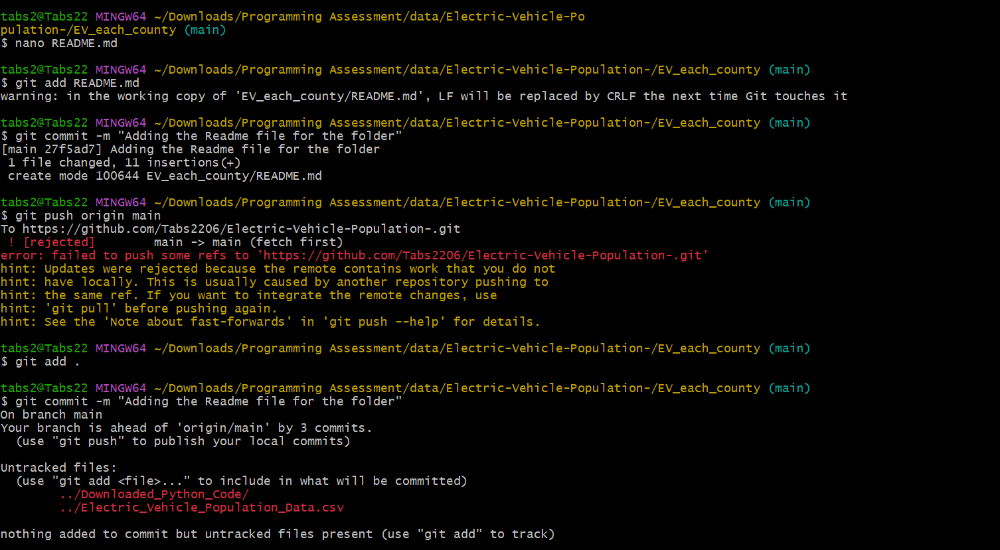 tabs2@Tabs22 MINGW64 ~/Downloads/Programming Assessment/data/Electric-Vehicle-Po
pulation-/EV_each_county (main)
$ nano README.md
tabs2@Tabs22 MINGW64 ~/Downloads/Programming Assessment/data/Electric-Vehicle-Population-/EV_each_county (main)
$ git add README.md
warning: in the working copy of 'EV_each_county/README.md', LF will be replaced by CRLF the next time Git touches it
tabs2@Tabs22 MINGW64 ~/Downloads/Programming Assessment/data/Electric-Vehicle-Population-/EV_each_county (main)
$ git commit -m "Adding the Readme file for the folder"
[main 27f5ad7] Adding the Readme file for the folder
 1 file changed, 11 insertions(+)
 create mode 100644 EV_each_county/README.md
tabs2@Tabs22 MINGW64 ~/Downloads/Programming Assessment/data/Electric-Vehicle-Population-/EV_each_county (main)
$ git push origin main
To https://github.com/Tabs2206/Electric-Vehicle-Population-.git
 ! [rejected]        main -> main (fetch first)
error: failed to push some refs to 'https://github.com/Tabs2206/Electric-Vehicle-Population-.git'
hint: Updates were rejected because the remote contains work that you do not
hint: have locally. This is usually caused by another repository pushing to
hint: the same ref. If you want to integrate the remote changes, use
hint: 'git pull' before pushing again.
hint: See the 'Note about fast-forwards' in 'git push --help' for details.
tabs2@Tabs22 MINGW64 ~/Downloads/Programming Assessment/data/Electric-Vehicle-Population-/EV_each_county (main)
$ git add .
tabs2@Tabs22 MINGW64 ~/Downloads/Programming Assessment/data/Electric-Vehicle-Population-/EV_each_county (main)
$ git commit -m "Adding the Readme file for the folder"
On branch main
Your branch is ahead of 'origin/main' by 3 commits.
  (use "git push" to publish your local commits)
Untracked files:
  (use "git add <file>..." to include in what will be committed)
        ../Downloaded_Python_Code/
        ../Electric_Vehicle_Population_Data.csv
nothing added to commit but untracked files present (use "git add" to track)